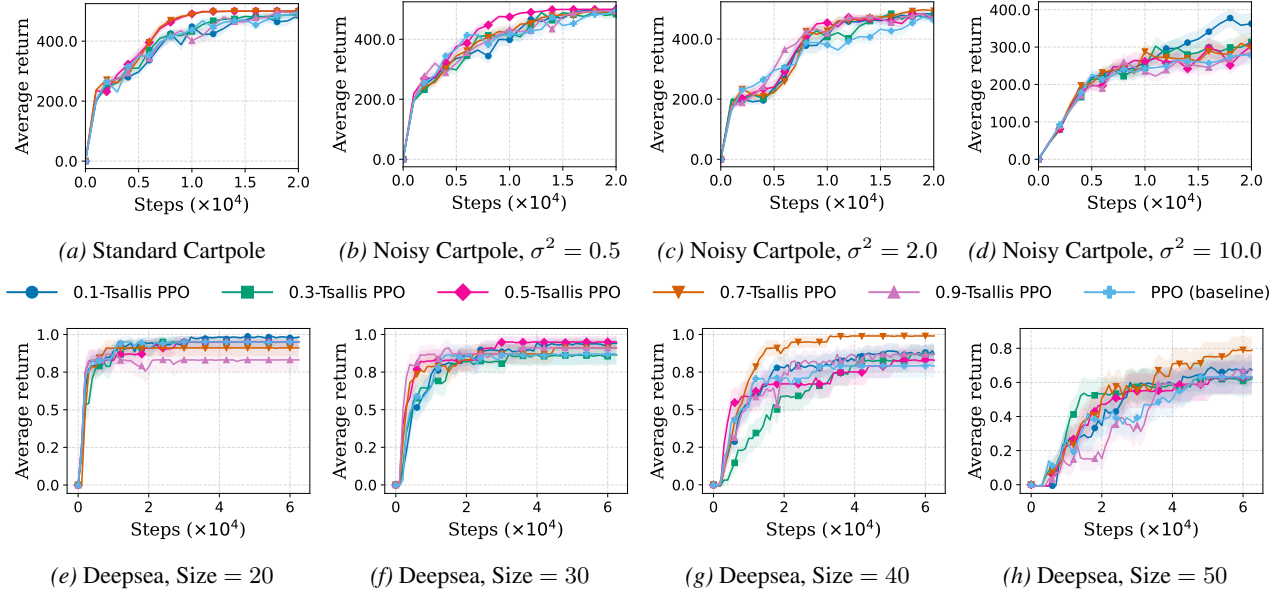 Average return
400.0
200.0
0.0
0.0 0.5 1.0 1.5 2.0
Steps (×10⁴)
(a) Standard Cartpole
Average return
400.0
200.0
0.0
0.0 0.5 1.0 1.5 2.0
Steps (×10⁴)
(b) Noisy Cartpole, σ² = 0.5
Average return
400.0
200.0
0.0
0.0 0.5 1.0 1.5 2.0
Steps (×10⁴)
(c) Noisy Cartpole, σ² = 2.0
Average return
400.0
300.0
200.0
100.0
0.0
0.0 0.5 1.0 1.5 2.0
Steps (×10⁴)
(d) Noisy Cartpole, σ² = 10.0
0.1-Tsallis PPO 0.3-Tsallis PPO 0.5-Tsallis PPO 0.7-Tsallis PPO 0.9-Tsallis PPO PPO (baseline)
Average return
1.0
0.8
0.5
0.2
0.0
0 2 4 6
Steps (×10⁴)
(e) Deepsea, Size = 20
Average return
1.0
0.8
0.5
0.2
0.0
0 2 4 6
Steps (×10⁴)
(f) Deepsea, Size = 30
Average return
1.0
0.8
0.5
0.2
0.0
0 2 4 6
Steps (×10⁴)
(g) Deepsea, Size = 40
Average return
0.8
0.6
0.4
0.2
0.0
0 2 4 6
Steps (×10⁴)
(h) Deepsea, Size = 50